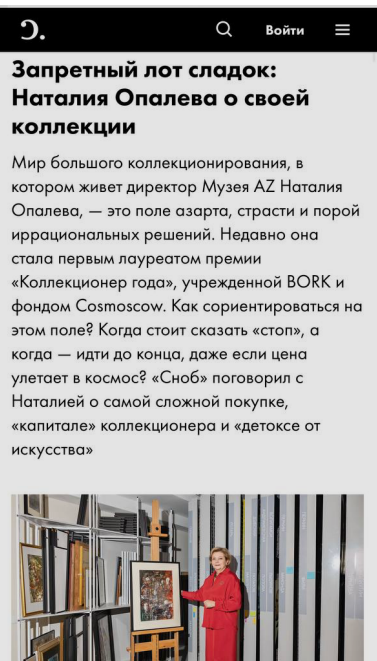 Ɔ.
Войти
Запретный лот сладок:
Наталия Опалева о своей
коллекции
Мир большого коллекционирования, в
котором живет директор Музея AZ Наталия
Опалева, — это поле азарта, страсти и порой
иррациональных решений. Недавно она
стала первым лауреатом премии
«Коллекционер года», учрежденной BORK и
фондом Cosmoscow. Как сориентироваться на
этом поле? Когда стоит сказать «стоп», а
когда — идти до конца, даже если цена
улетает в космос? «Сноб» поговорил с
Наталией о самой сложной покупке,
«капитале» коллекционера и «детоксе от
искусства»